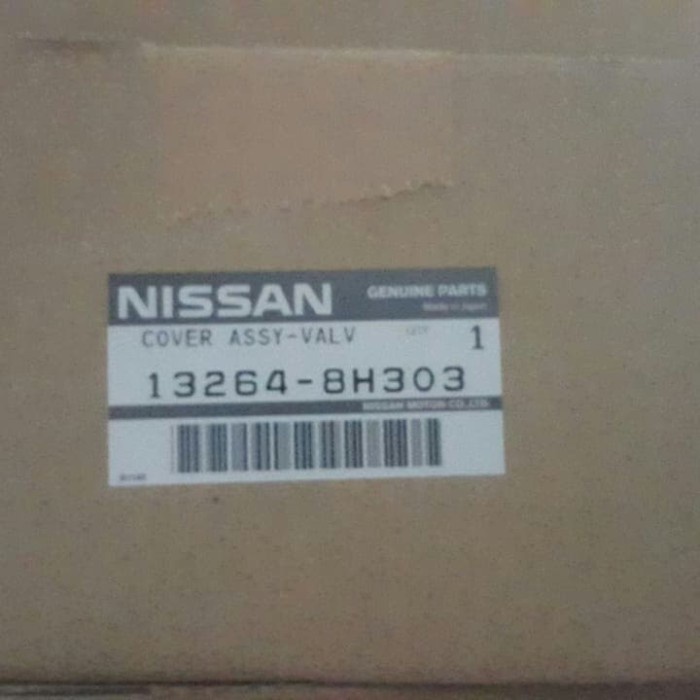 NISSAN GENUINE PARTS
Made in Japan
COVER ASSY-VALV 1
13264-8H303
NISSAN MOTOR CO.,LTD.